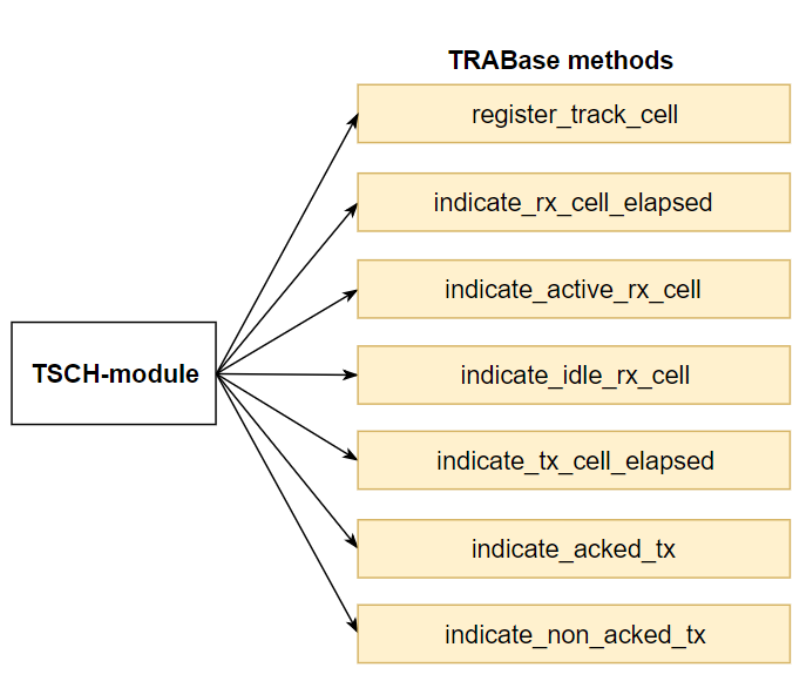 TRABase methods
register_track_cell
indicate_rx_cell_elapsed
indicate_active_rx_cell
indicate_idle_rx_cell
TSCH-module
indicate_tx_cell_elapsed
indicate_acked_tx
indicate_non_acked_tx